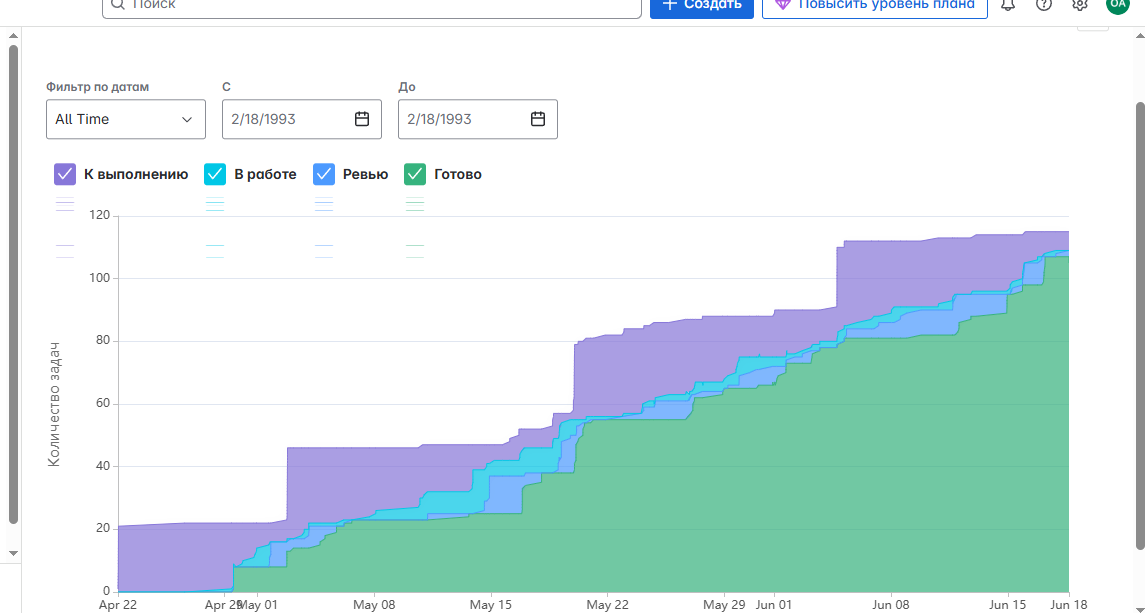 Поиск
Создать
Повысить уровень плана
OA
Фильтр по датам
С
До
All Time
2/18/1993
2/18/1993
К выполнению
В работе
Ревью
Готово
120
100
80
60
40
20
0
Количество задач
Apr 22
Apr 29
May 01
May 08
May 15
May 22
May 29
Jun 01
Jun 08
Jun 15
Jun 18